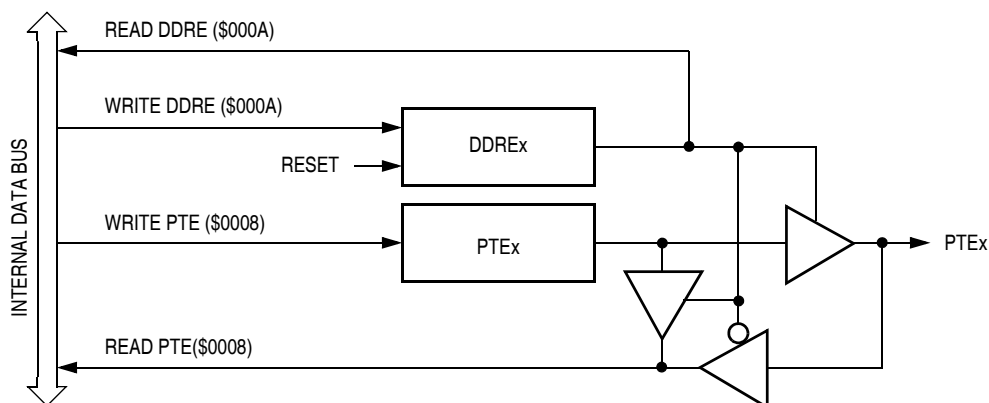 READ DDRE ($000A)
WRITE DDRE ($000A)
DDREx
RESET
WRITE PTE ($0008)
PTEx
PTEx
READ PTE($0008)
INTERNAL DATA BUS